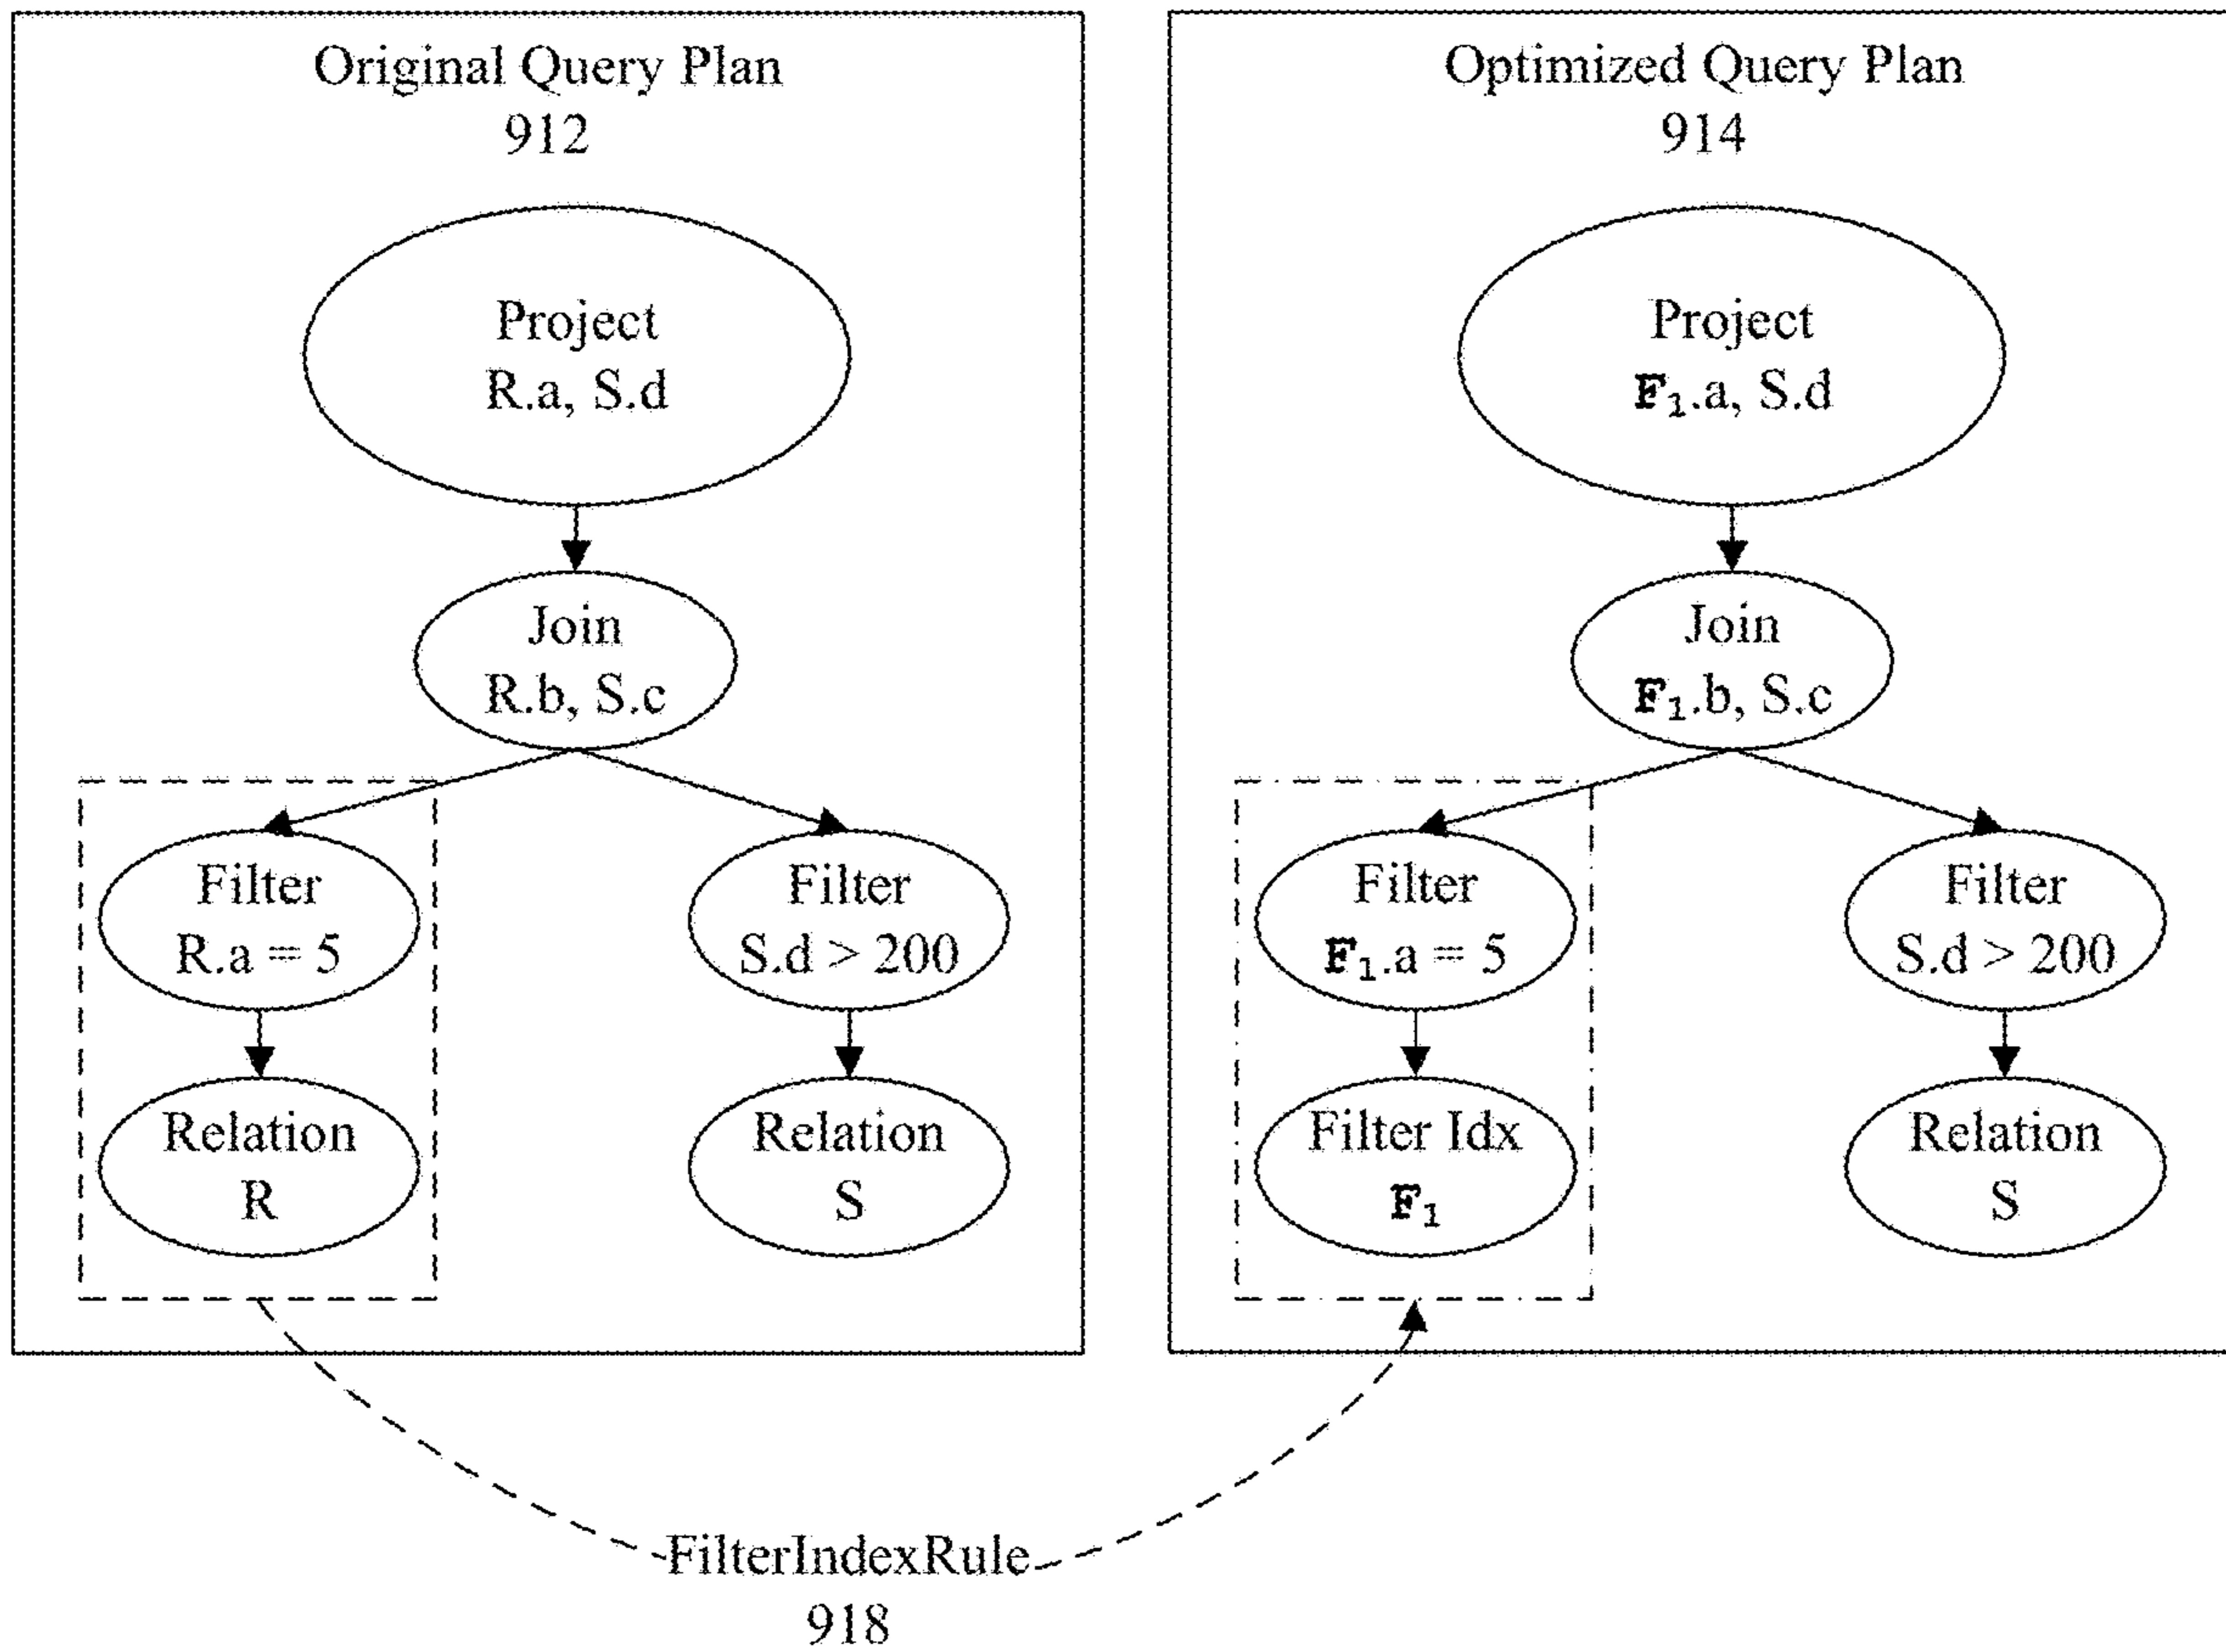 Original Query Plan
912
Project
R.a, S.d
Join
R.b, S.c
Filter
R.a = 5
Filter
S.d > 200
Relation
R
Relation
S
Optimized Query Plan
914
Project
F₁.a, S.d
Join
F₁.b, S.c
Filter
F₁.a = 5
Filter
S.d > 200
Filter Idx
F₁
Relation
S
FilterIndexRule
918